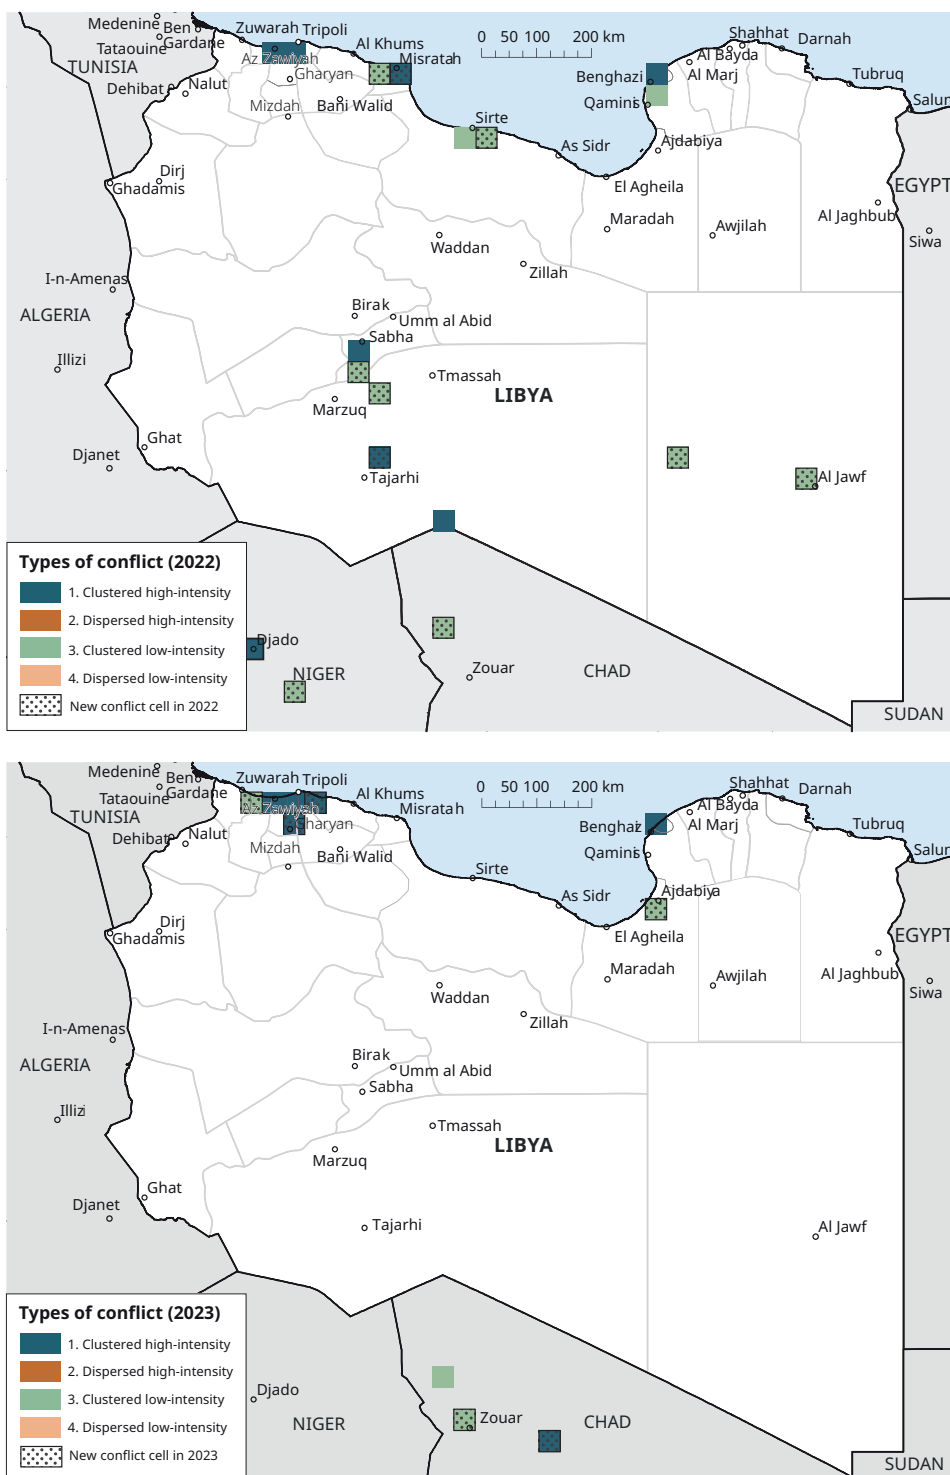 Medenine
Ben
Gardane
Tataouine
TUNISIA
Zuwarah
Tripoli
Az Zawiyah
Gharyan
Al Khums
Misratah
Dehibat
Nalut
Mizdah
Bani Walid
0 50 100 200 km
Shahhat
Darnah
Al Bayda
Al Marj
Benghazi
Qaminis
Tubruq
Salum
Sirte
As Sidr
Ajdabiya
El Agheila
Dirj
Ghadamis
EGYPT
Al Jaghbub
Maradah
Awjilah
Siwa
Waddan
Zillah
I-n-Amenas
ALGERIA
Birak
Umm al Abid
Sabha
Illizi
Tmassah
LIBYA
Marzuq
Ghat
Djanet
Tajarhi
Al Jawf
Types of conflict (2022)
1. Clustered high-intensity
2. Dispersed high-intensity
3. Clustered low-intensity
4. Dispersed low-intensity
New conflict cell in 2022
Djado
NIGER
Zouar
CHAD
SUDAN
Medenine
Ben
Gardane
Tataouine
TUNISIA
Zuwarah
Tripoli
Az Zawiyah
Gharyan
Al Khums
Misratah
Dehibat
Nalut
Mizdah
Bani Walid
0 50 100 200 km
Shahhat
Darnah
Al Bayda
Al Marj
Benghazi
Qaminis
Tubruq
Salum
Sirte
As Sidr
Ajdabiya
El Agheila
Dirj
Ghadamis
EGYPT
Al Jaghbub
Maradah
Awjilah
Siwa
Waddan
Zillah
I-n-Amenas
ALGERIA
Birak
Umm al Abid
Sabha
Illizi
Tmassah
LIBYA
Marzuq
Ghat
Djanet
Tajarhi
Al Jawf
Types of conflict (2023)
1. Clustered high-intensity
2. Dispersed high-intensity
3. Clustered low-intensity
4. Dispersed low-intensity
New conflict cell in 2023
Djado
NIGER
Zouar
CHAD
SUDAN